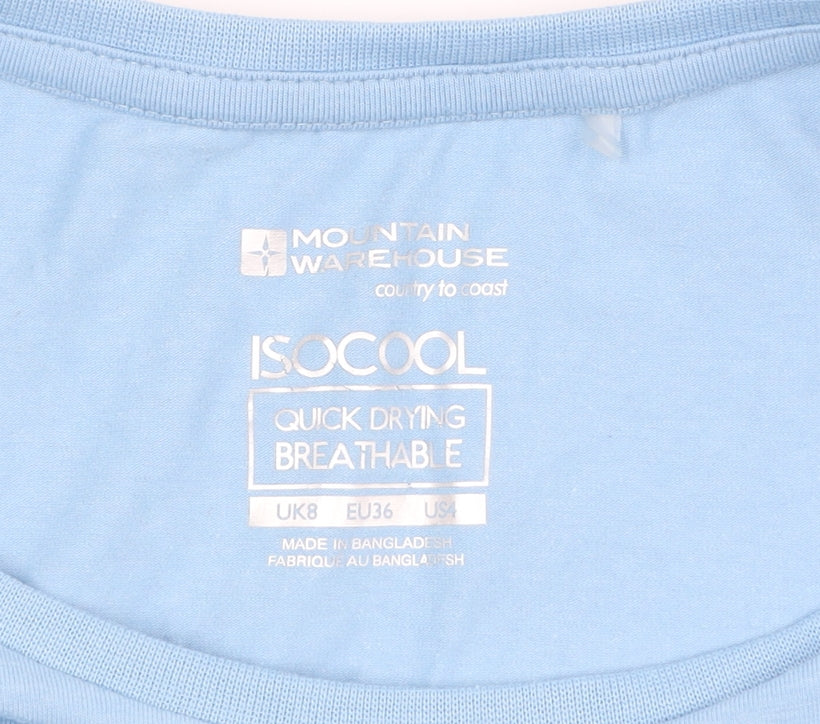 MOUNTAIN
WAREHOUSE
country to coast
ISOCOOL
QUICK DRYING
BREATHABLE
UK8 EU36 US4
MADE IN BANGLADESH
FABRIQUE AU BANGLADESH